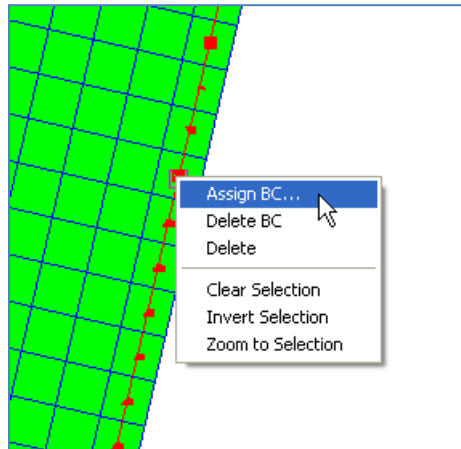 Assign BC...
Delete BC
Delete
Clear Selection
Invert Selection
Zoom to Selection